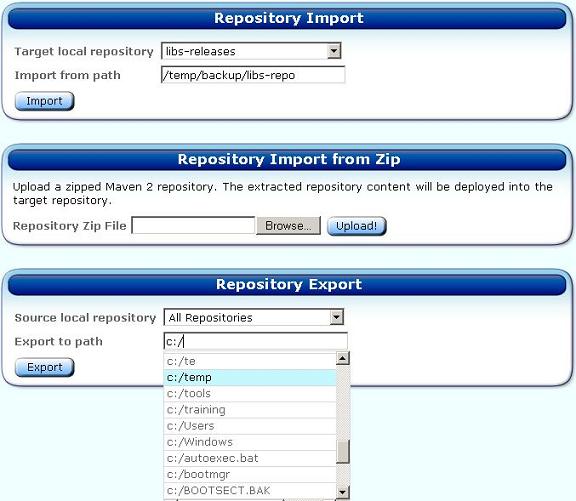 Repository Import
Target local repository libs-releases
Import from path /temp/backup/libs-repo
Import
Repository Import from Zip
Upload a zipped Maven 2 repository. The extracted repository content will be deployed into the
target repository.
Repository Zip File Browse... Upload!
Repository Export
Source local repository All Repositories
Export to path c:/
Export
c:/te
c:/temp
c:/tools
c:/training
c:/Users
c:/Windows
c:/autoexec.bat
c:/bootmgr
c:/BOOTSECT.BAK